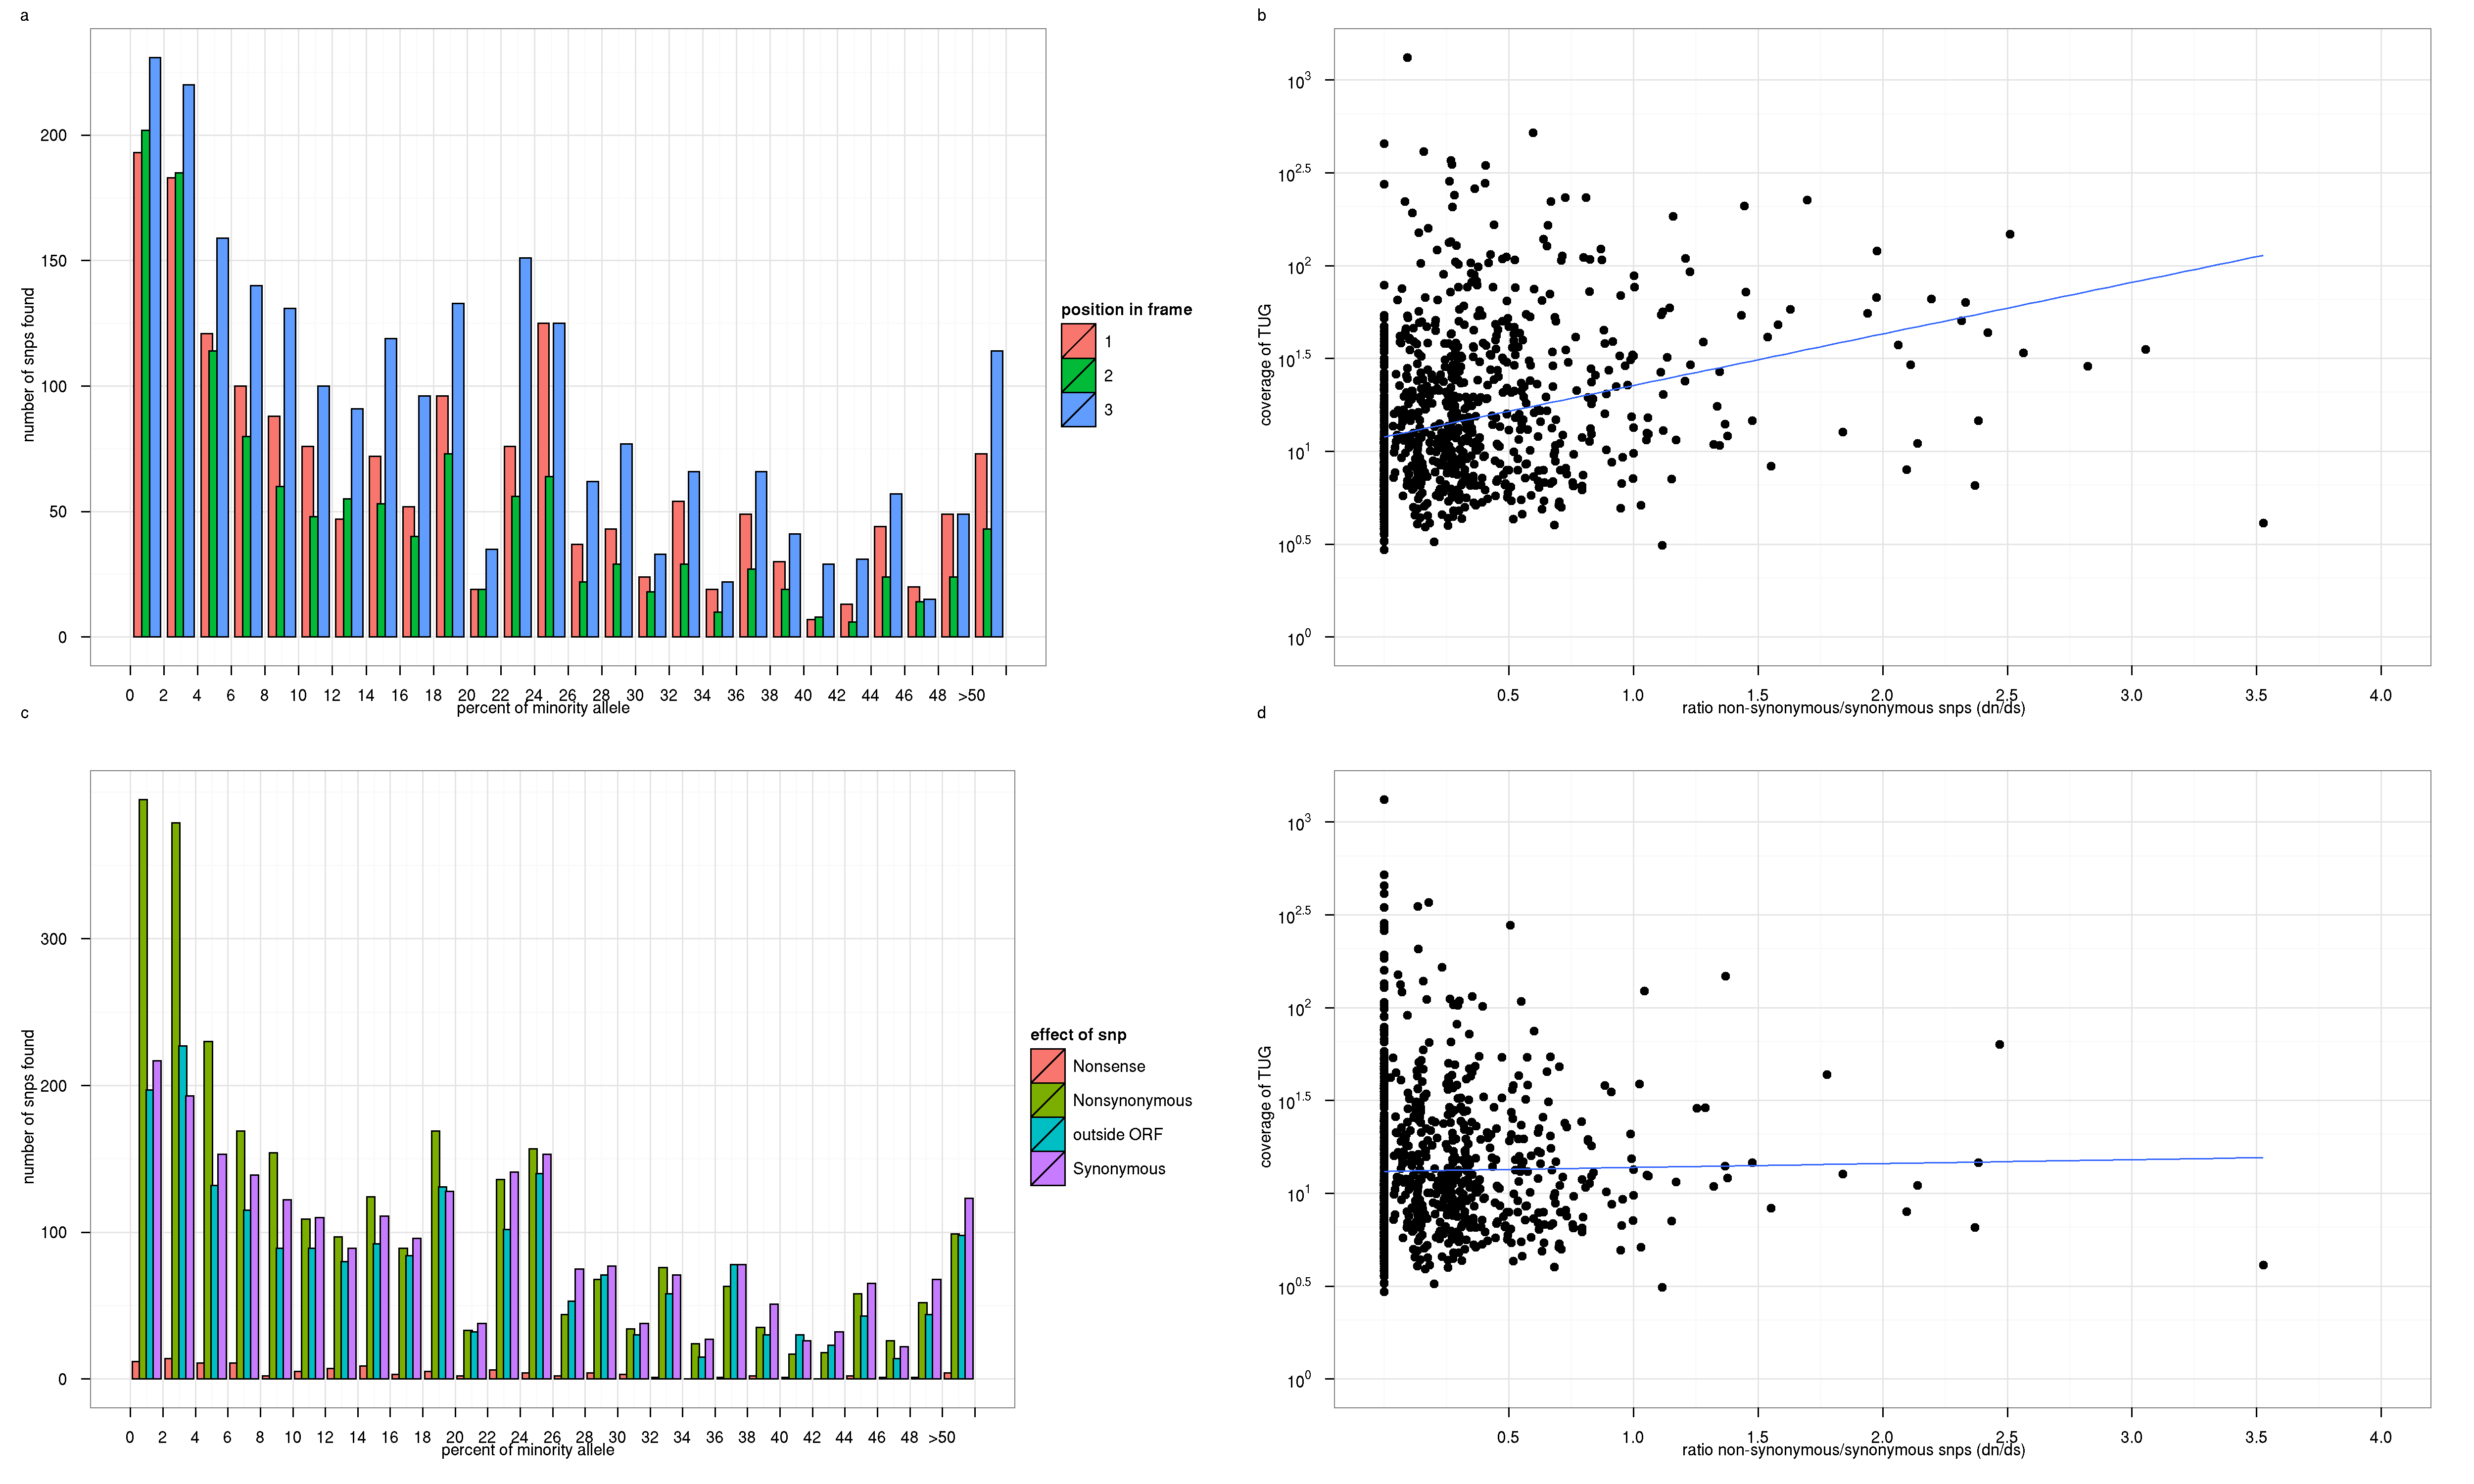 a
number of snps found
200
150
100
50
0
0 2 4 6 8 10 12 14 16 18 20 22 24 26 28 30 32 34 36 38 40 42 44 46 48 >50
percent of minority allele
position in frame
1
2
3
b
coverage of TUG
10^3
10^2.5
10^2
10^1.5
10^1
10^0.5
10^0
0.5 1.0 1.5 2.0 2.5 3.0 3.5 4.0
ratio non-synonymous/synonymous snps (dn/ds)
c
number of snps found
300
200
100
0
0 2 4 6 8 10 12 14 16 18 20 22 24 26 28 30 32 34 36 38 40 42 44 46 48 >50
percent of minority allele
effect of snp
Nonsense
Nonsynonymous
outside ORF
Synonymous
d
coverage of TUG
10^3
10^2.5
10^2
10^1.5
10^1
10^0.5
10^0
0.5 1.0 1.5 2.0 2.5 3.0 3.5 4.0
ratio non-synonymous/synonymous snps (dn/ds)